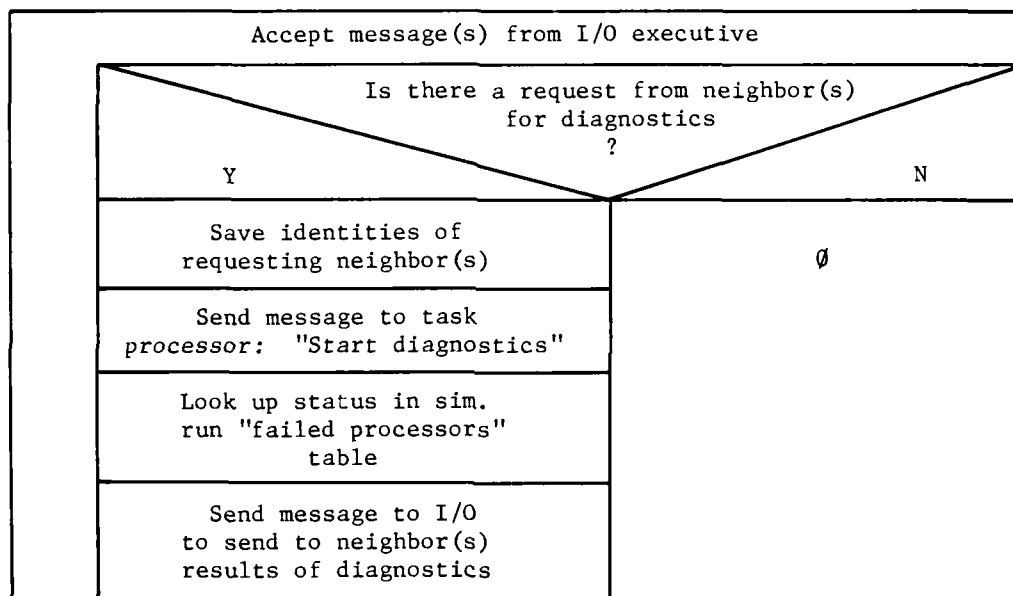 Accept message(s) from I/O executive
Is there a request from neighbor(s)
for diagnostics
?
Y
N
Save identities of
requesting neighbor(s)
Ø
Send message to task
processor: "Start diagnostics"
Look up status in sim.
run "failed processors"
table
Send message to I/O
to send to neighbor(s)
results of diagnostics